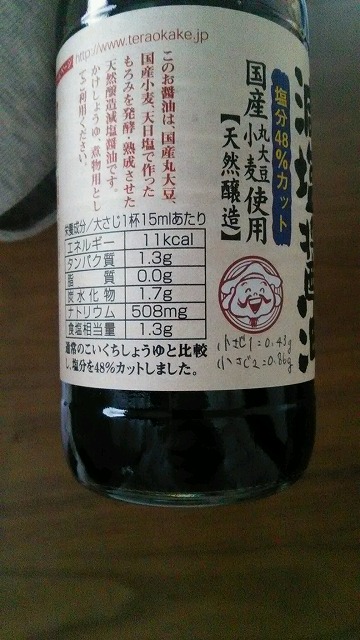 http://www.teraokake.jp
減塩醤油
塩分48%カット
国産丸大豆小麦使用
【天然醸造】
このお醤油は、国産丸大豆、
国産小麦、天日塩で作った
もろみを発酵・熟成させた
天然醸造減塩醤油です。
かけしょうゆ、煮物用とし
てご利用ください。
栄養成分/大さじ1杯15mlあたり
エネルギー 11kcal
タンパク質 1.3g
脂質 0.0g
炭水化物 1.7g
ナトリウム 508mg
食塩相当量 1.3g
通常のこいくちしょうゆと比較
し、塩分を48%カットしました。
小さじ1=0.43g
小さじ2=0.86g